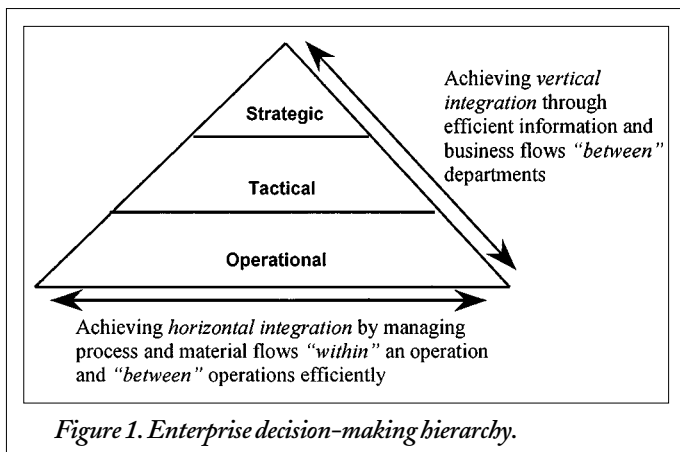 Strategic
Tactical
Operational
Achieving vertical
integration through
efficient information and
business flows “between”
departments
Achieving horizontal integration by managing
process and material flows “within” an operation
and “between” operations efficiently
Figure 1. Enterprise decision-making hierarchy.